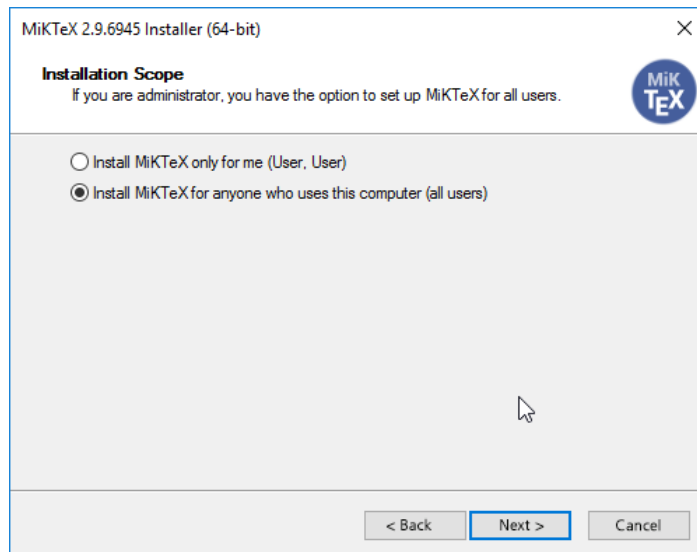 MiKTeX 2.9.6945 Installer (64-bit)
Installation Scope
If you are administrator, you have the option to set up MiKTeX for all users.
MiK
TEX
Install MiKTeX only for me (User, User)
Install MiKTeX for anyone who uses this computer (all users)
< Back Next > Cancel